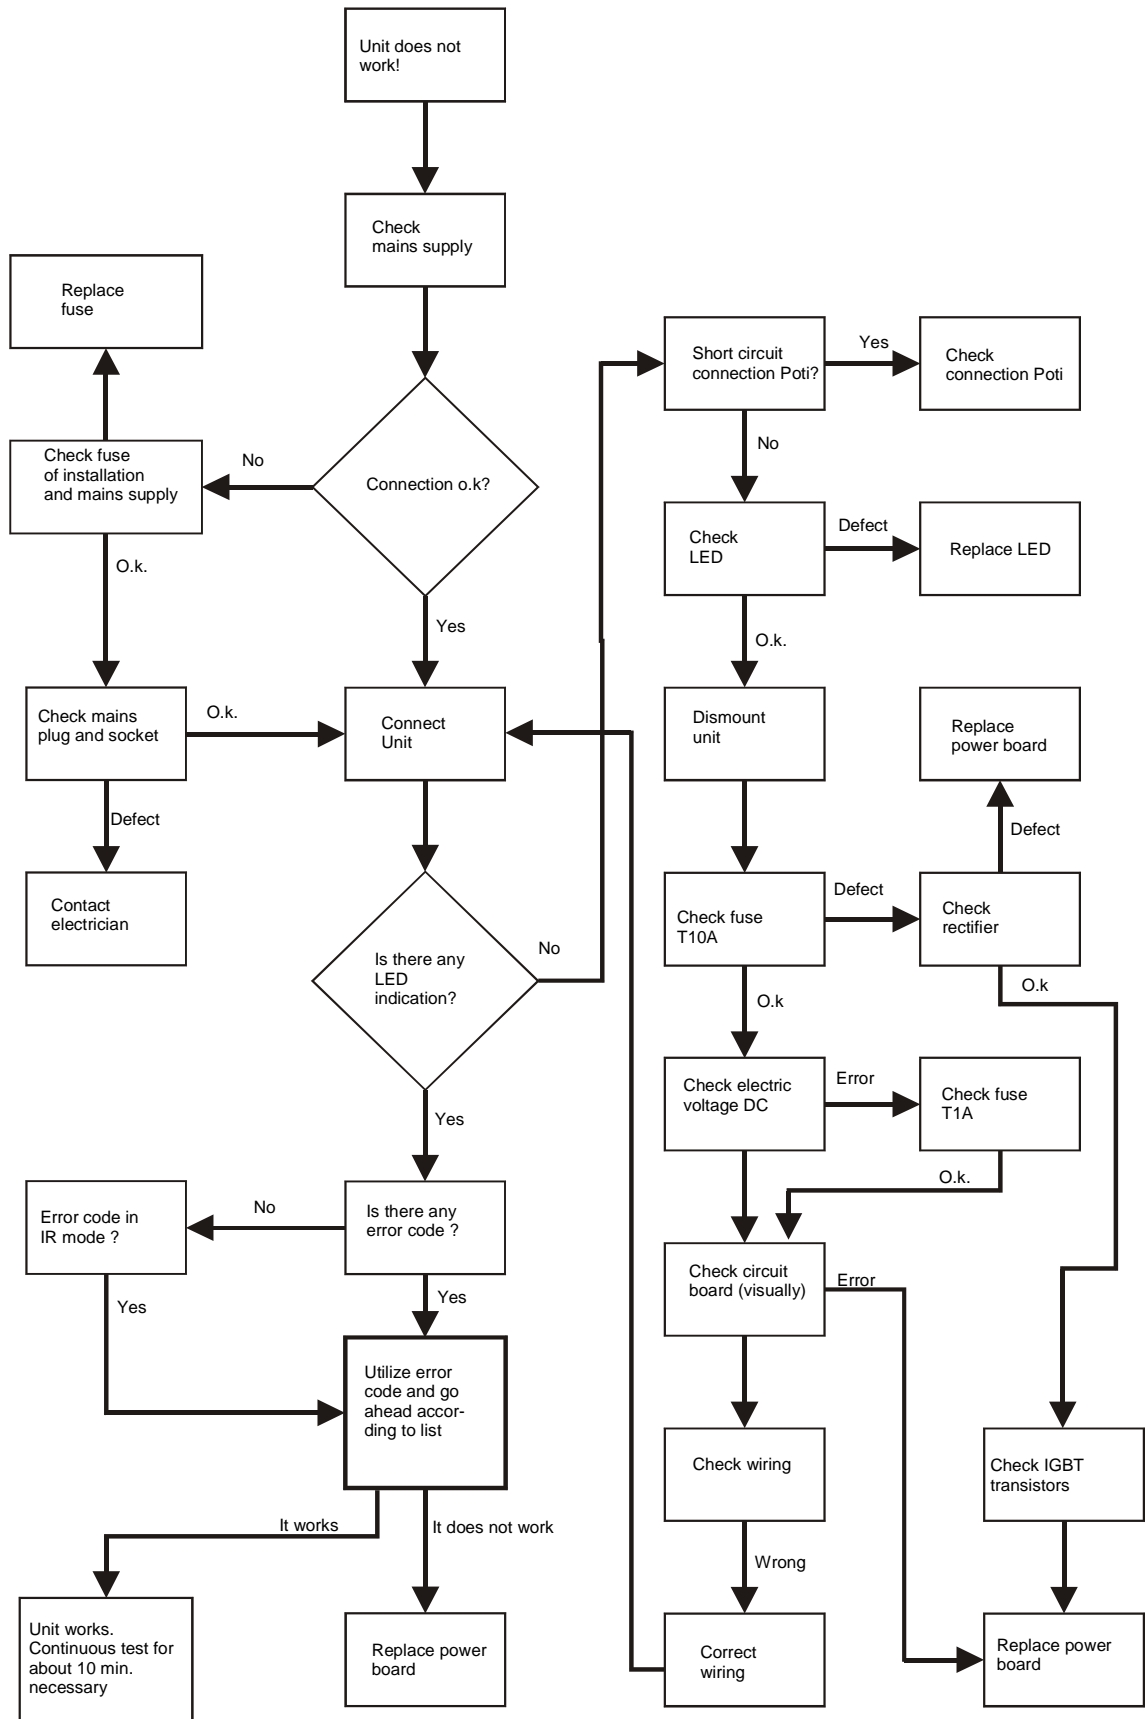 Unit does not
work!
Check
mains supply
Replace
fuse
Check fuse
of installation
and mains supply
No
Connection o.k?
O.k.
Yes
Check mains
plug and socket
O.k.
Connect
Unit
Defect
Contact
electrician
Is there any
LED
indication?
No
Yes
Error code in
IR mode ?
No
Is there any
error code ?
Yes
Yes
Utilize error
code and go
ahead accor-
ding to list
It works
It does not work
Unit works.
Continuous test for
about 10 min.
necessary
Replace power
board
Short circuit
connection Poti?
Yes
Check
connection Poti
No
Check
LED
Defect
Replace LED
O.k.
Dismount
unit
Replace
power board
Defect
Check fuse
T10A
Defect
Check
rectifier
O.k
O.k
Check electric
voltage DC
Error
Check fuse
T1A
O.k.
Check circuit
board (visually)
Error
Check wiring
Check IGBT
transistors
Wrong
Correct
wiring
Replace power
board